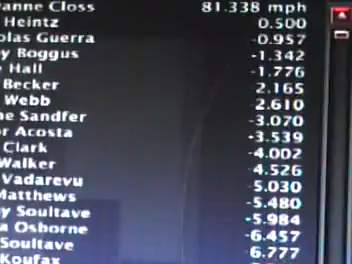 anne Closs 81.338 mph
Heintz 0.500
olas Guerra -0.957
y Boggus -1.342
Hall -1.776
Becker 2.165
Webb 2.610
ne Sandfer -3.070
or Acosta -3.539
Clark -4.002
Walker -4.526
Vadarevu -5.030
Matthews -5.480
y Soultave -5.984
a Osborne -6.457
Soultave -6.777
Koufax